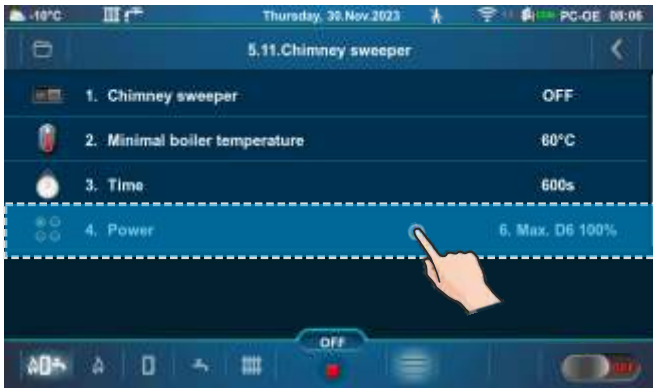 -10°C Thursday, 30.Nov.2023 PC-OE 08:06
5.11.Chimney sweeper
1. Chimney sweeper OFF
2. Minimal boiler temperature 60°C
3. Time 600s
4. Power 6. Max. D6 100%
OFF
OFF